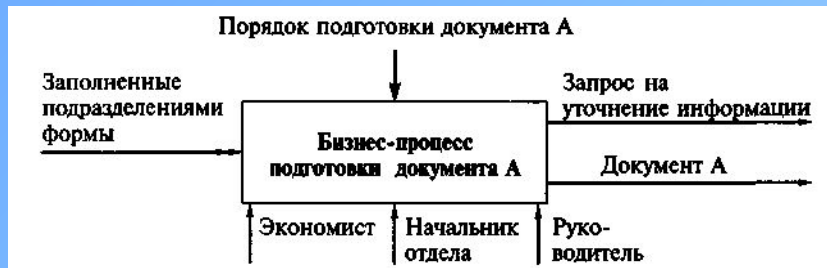 Порядок подготовки документа А
Заполненные
подразделениями
формы
Запрос на
уточнение информации
Бизнес-процесс
подготовки документа А
Документ А
Экономист
Начальник
отдела
Руко-
водитель